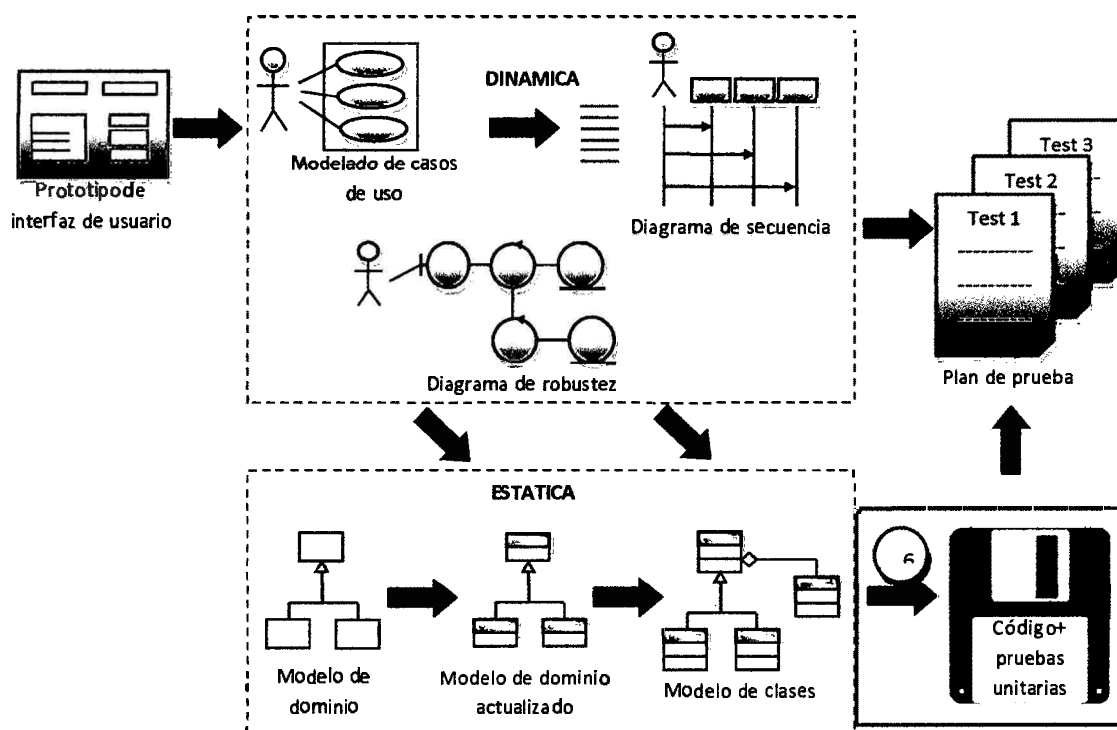 DINAMICA
Modelado de casos
de uso
Prototipo de
interfaz de usuario
Diagrama de secuencia
Diagrama de robustez
Test 3
Test 2
Test 1
Plan de prueba
ESTATICA
Modelo de
dominio
Modelo de dominio
actualizado
Modelo de clases
6
Código+
pruebas
unitarias